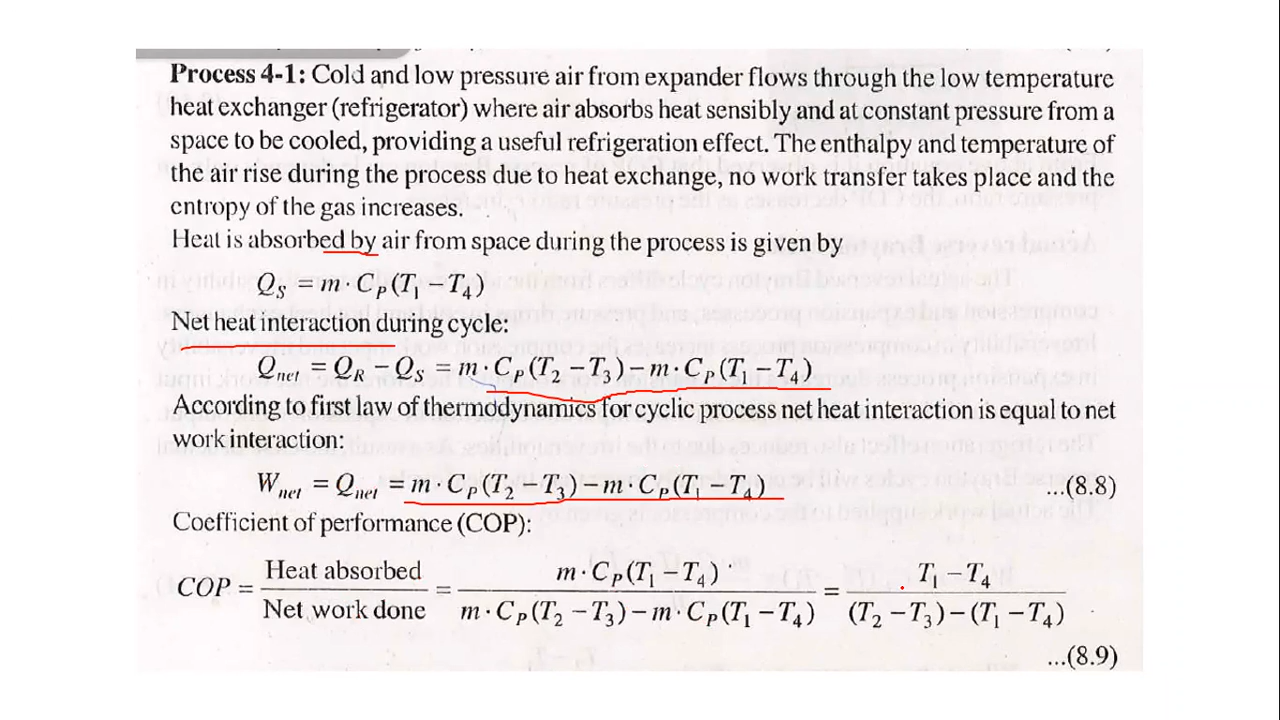 Process 4-1: Cold and low pressure air from expander flows through the low temperature
heat exchanger (refrigerator) where air absorbs heat sensibly and at constant pressure from a
space to be cooled, providing a useful refrigeration effect. The enthalpy and temperature of
the air rise during the process due to heat exchange, no work transfer takes place and the
entropy of the gas increases.
Heat is absorbed by air from space during the process is given by
Q_S = m · C_P(T_1 − T_4)
Net heat interaction during cycle:
Q_net = Q_R − Q_S = m · C_P(T_2 − T_3) − m · C_P(T_1 − T_4)
According to first law of thermodynamics for cyclic process net heat interaction is equal to net
work interaction:
W_net = Q_net = m · C_P(T_2 − T_3) − m · C_P(T_1 − T_4) ...(8.8)
Coefficient of performance (COP):
COP = Heat absorbed / Net work done = m · C_P(T_1 − T_4) / m · C_P(T_2 − T_3) − m · C_P(T_1 − T_4) = T_1 − T_4 / (T_2 − T_3) − (T_1 − T_4)
...(8.9)